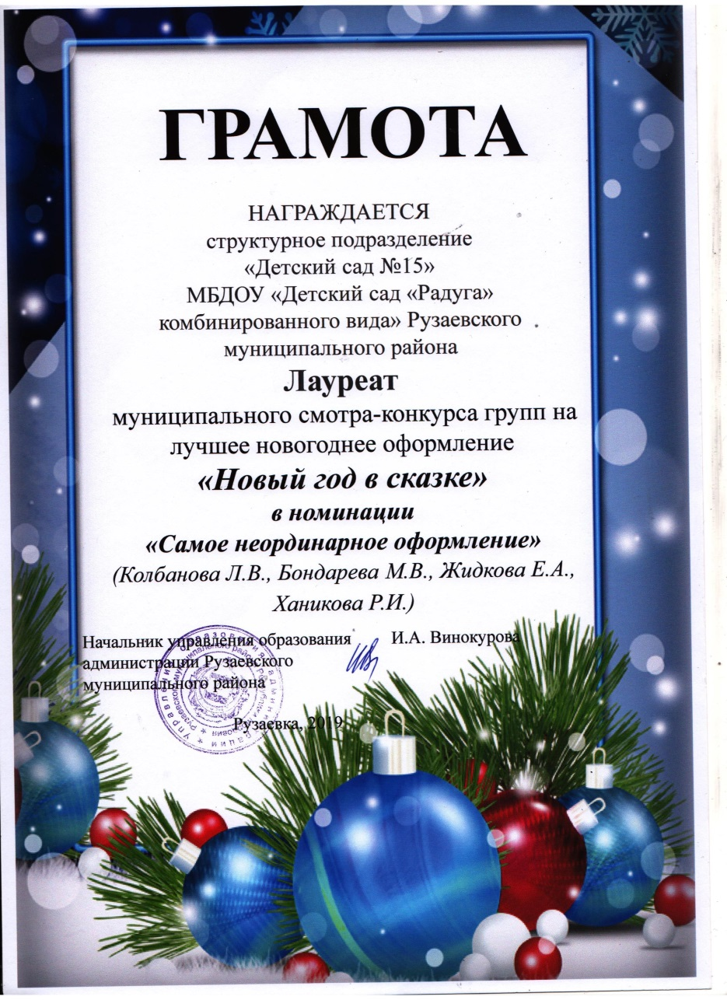 ГРАМОТА
НАГРАЖДАЕТСЯ
структурное подразделение
«Детский сад №15»
МБДОУ «Детский сад «Радуга»
комбинированного вида» Рузаевского
муниципального района
Лауреат
муниципального смотра-конкурса групп на
лучшее новогоднее оформление
«Новый год в сказке»
в номинации
«Самое неординарное оформление»
(Колбанова Л.В., Бондарева М.В., Жидкова Е.А.,
Ханикова Р.И.)
Начальник управления образования И.А. Винокурова
администрации Рузаевского
муниципального района
Рузаевка, 2019